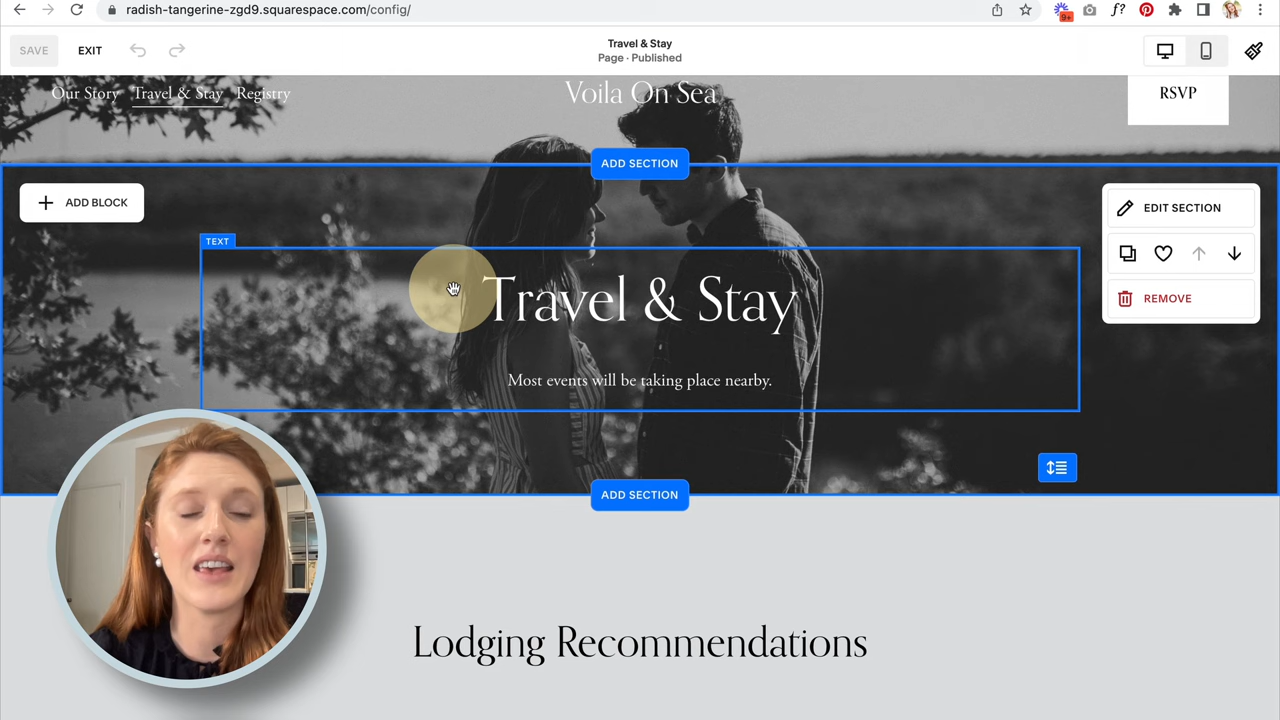 radish-tangerine-zgd9.squarespace.com/config/
9+
f?
SAVE
EXIT
Travel & Stay
Page · Published
Our Story
Travel & Stay
Registry
Voila On Sea
RSVP
ADD SECTION
ADD BLOCK
EDIT SECTION
TEXT
Travel & Stay
REMOVE
Most events will be taking place nearby.
ADD SECTION
Lodging Recommendations